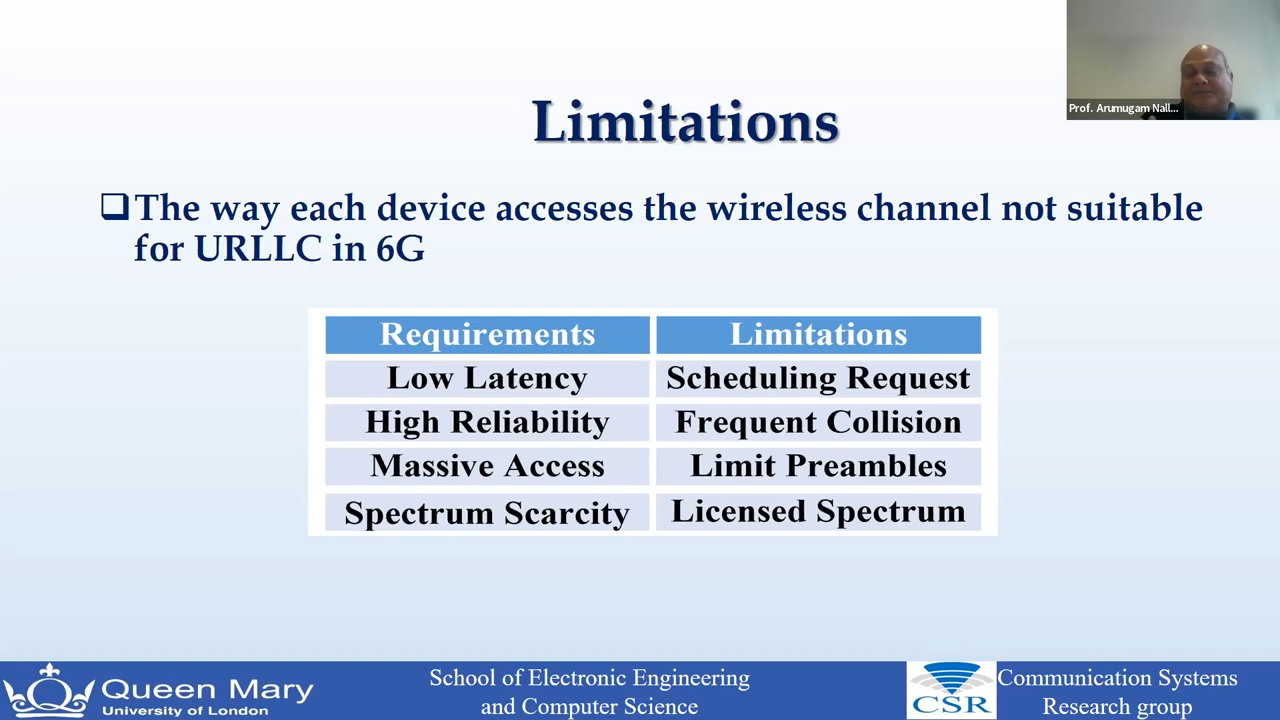 Prof. Arumugam Nall...
Limitations
The way each device accesses the wireless channel not suitable
for URLLC in 6G
Requirements Limitations
Low Latency Scheduling Request
High Reliability Frequent Collision
Massive Access Limit Preambles
Spectrum Scarcity Licensed Spectrum
Queen Mary
University of London
School of Electronic Engineering
and Computer Science
CSR
Communication Systems
Research group